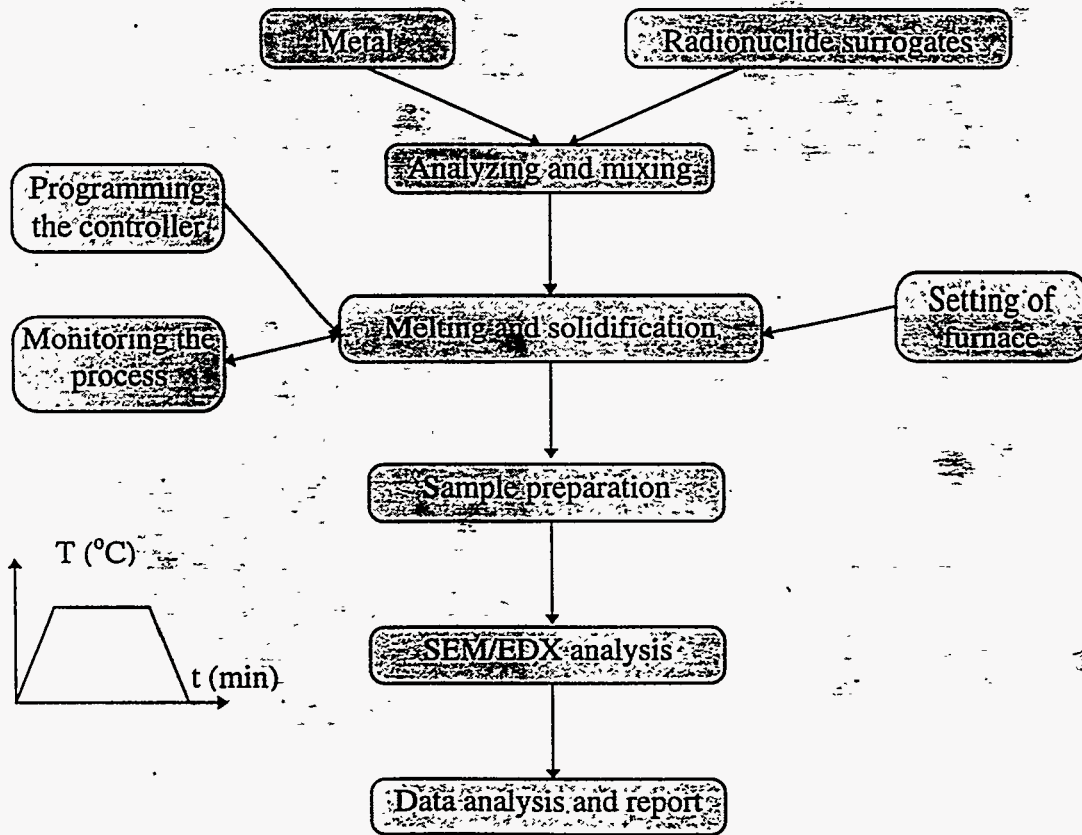 Metal
Radionuclide surrogates
Analyzing and mixing
Programming
the controller
Melting and solidification
Setting of
furnace
Monitoring the
process
Sample preparation
T (°C)
t (min)
SEM/EDX analysis
Data analysis and report